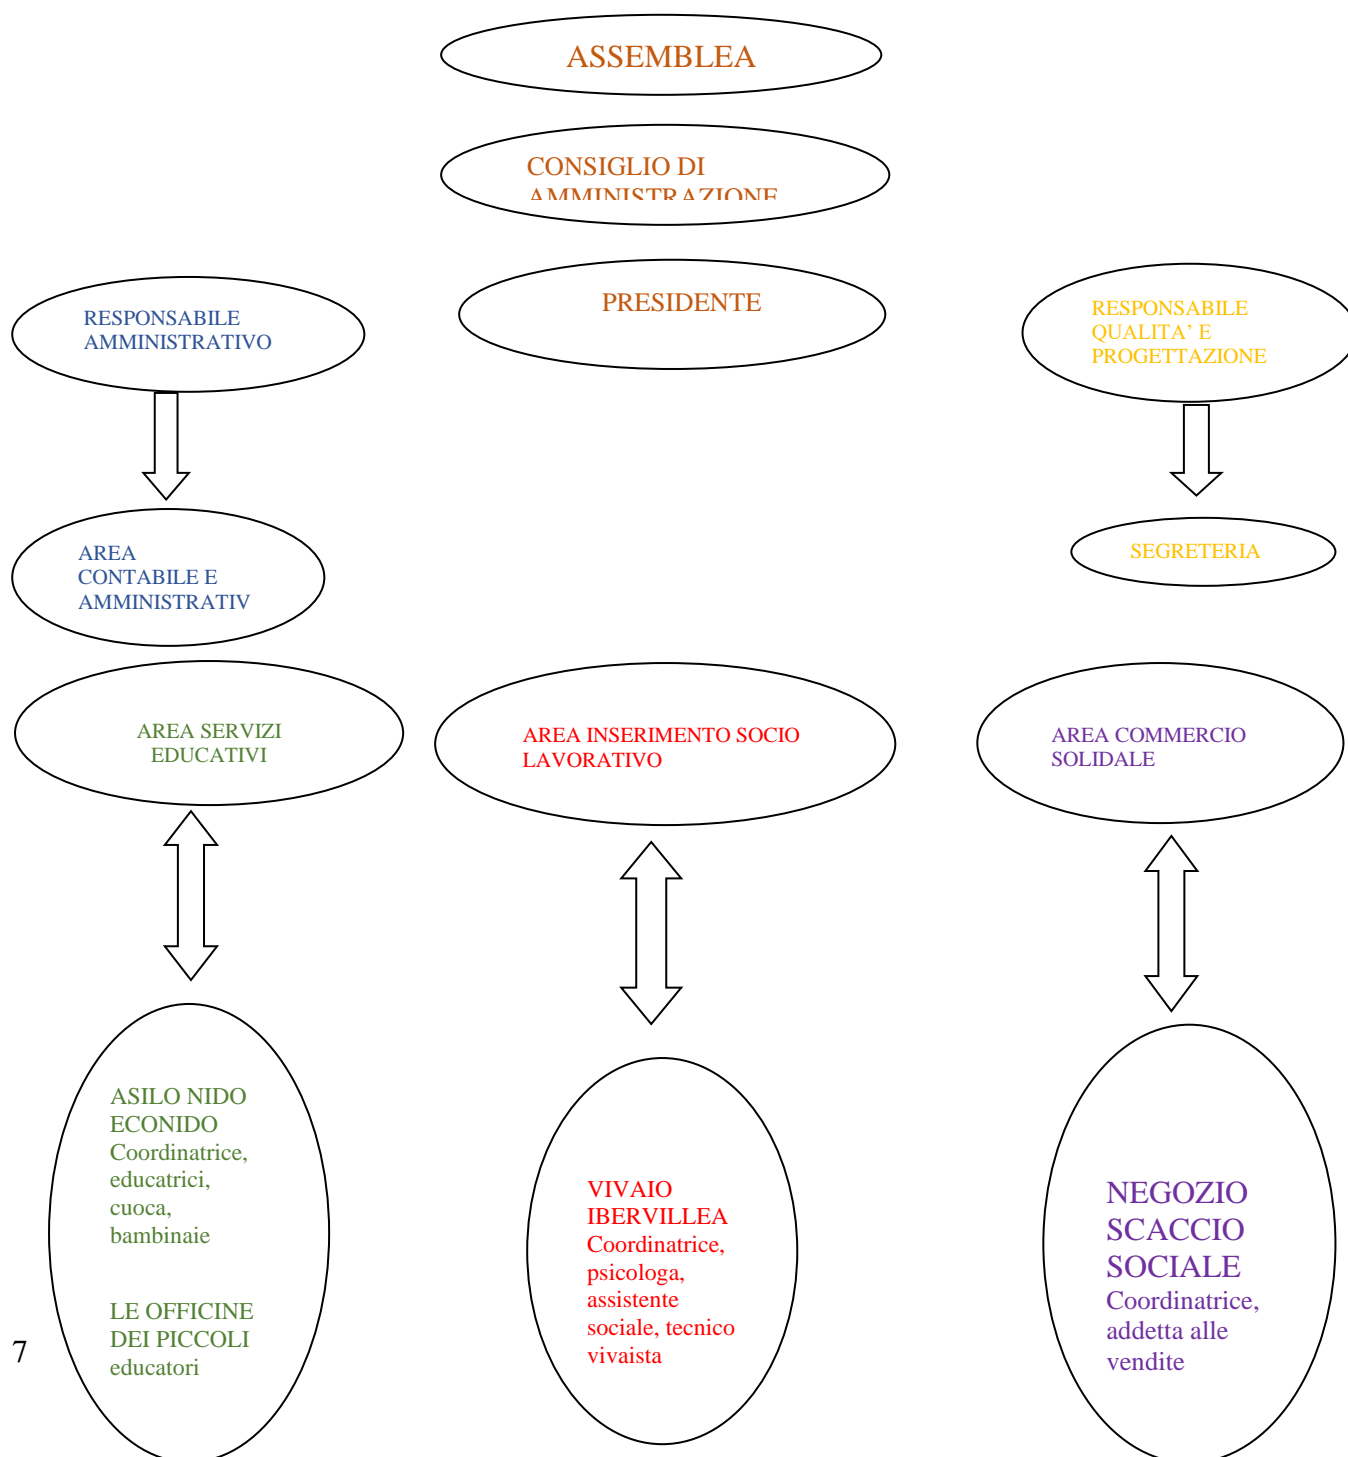 ASSEMBLEA
CONSIGLIO DI
AMMINISTRAZIONE
PRESIDENTE
RESPONSABILE
AMMINISTRATIVO
RESPONSABILE
QUALITA’ E
PROGETTAZIONE
AREA
CONTABILE E
AMMINISTRATIV
SEGRETERIA
AREA SERVIZI
EDUCATIVI
AREA INSERIMENTO SOCIO
LAVORATIVO
AREA COMMERCIO
SOLIDALE
ASILO NIDO
ECONIDO
Coordinatrice,
educatrici,
cuoca,
bambinaie
LE OFFICINE
DEI PICCOLI
educatori
VIVAIO
IBERVILLEA
Coordinatrice,
psicologa,
assistente
sociale, tecnico
vivaista
NEGOZIO
SCACCIO
SOCIALE
Coordinatrice,
addetta alle
vendite
7